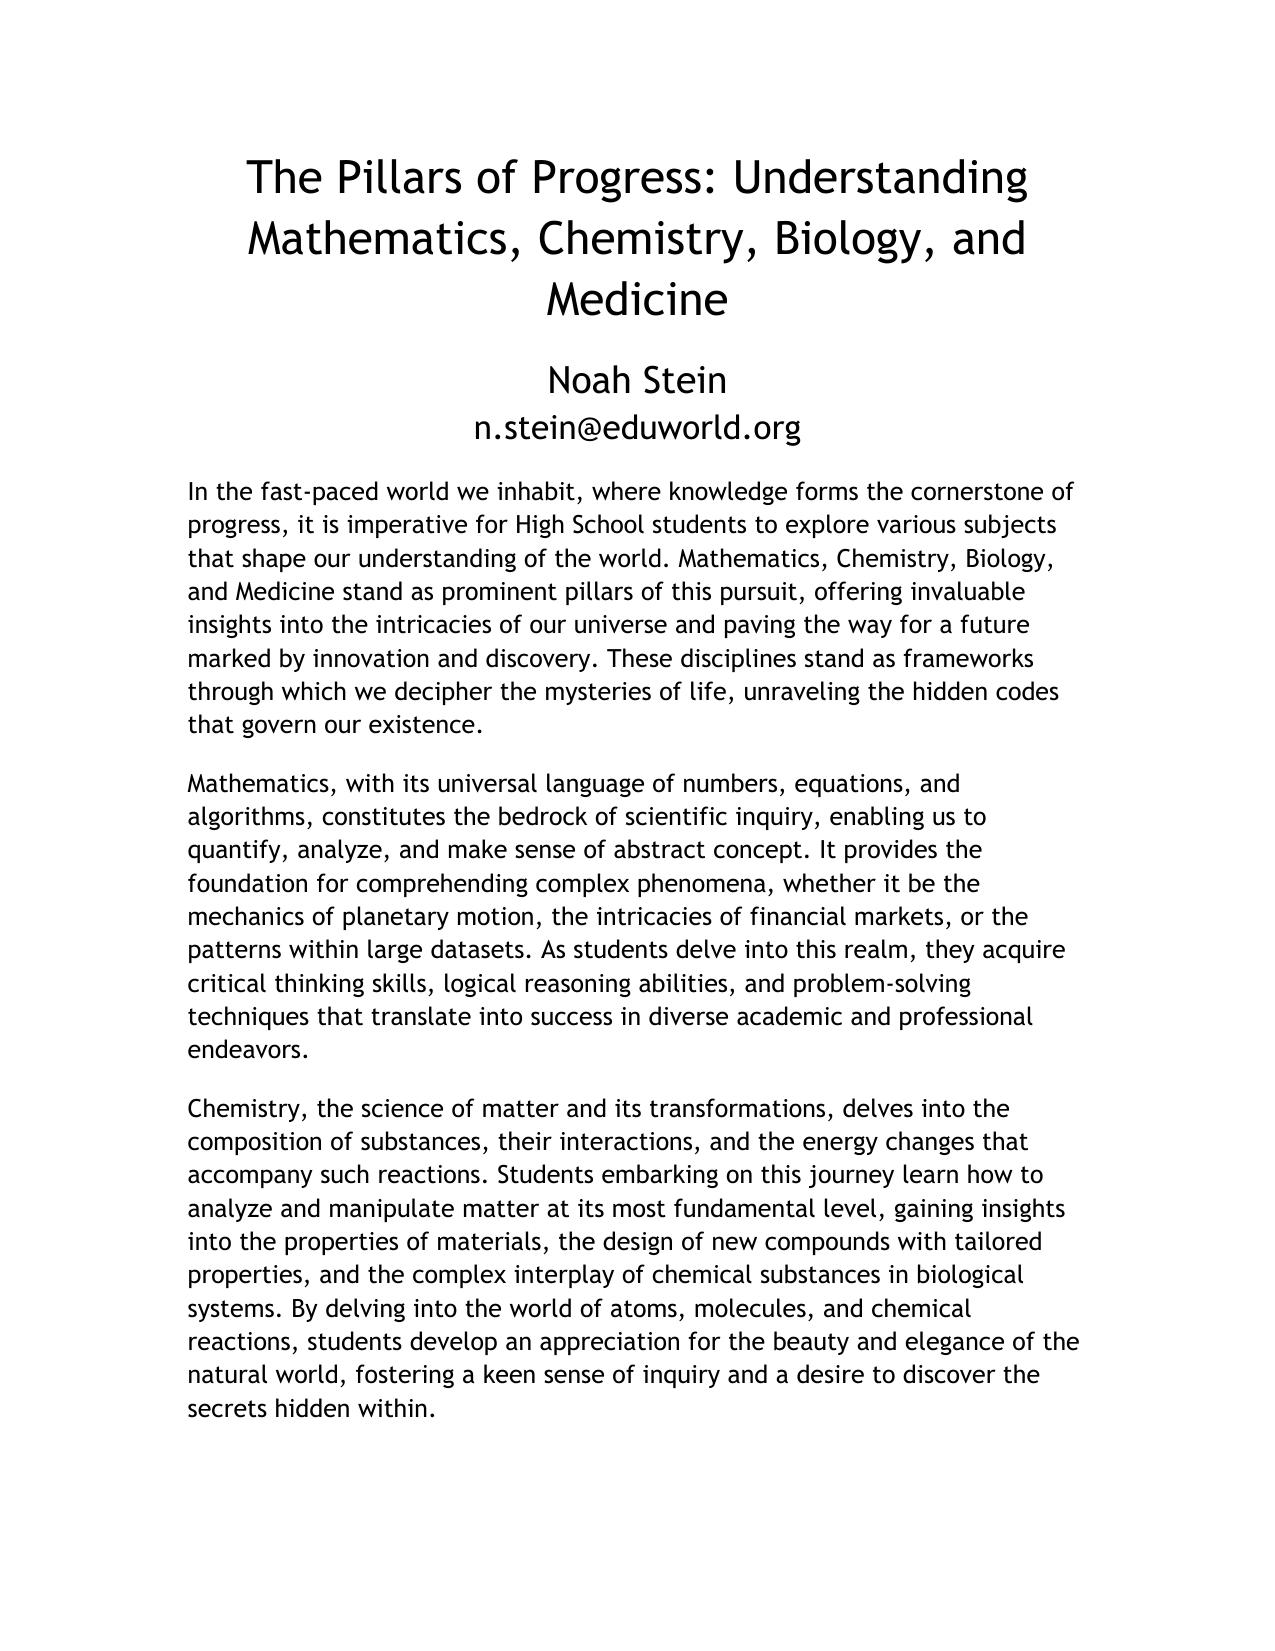 The Pillars of Progress: Understanding
Mathematics, Chemistry, Biology, and
Medicine
Noah Stein
n.stein@eduworld.org
In the fast-paced world we inhabit, where knowledge forms the cornerstone of
progress, it is imperative for High School students to explore various subjects
that shape our understanding of the world. Mathematics, Chemistry, Biology,
and Medicine stand as prominent pillars of this pursuit, offering invaluable
insights into the intricacies of our universe and paving the way for a future
marked by innovation and discovery. These disciplines stand as frameworks
through which we decipher the mysteries of life, unraveling the hidden codes
that govern our existence.
Mathematics, with its universal language of numbers, equations, and
algorithms, constitutes the bedrock of scientific inquiry, enabling us to
quantify, analyze, and make sense of abstract concept. It provides the
foundation for comprehending complex phenomena, whether it be the
mechanics of planetary motion, the intricacies of financial markets, or the
patterns within large datasets. As students delve into this realm, they acquire
critical thinking skills, logical reasoning abilities, and problem-solving
techniques that translate into success in diverse academic and professional
endeavors.
Chemistry, the science of matter and its transformations, delves into the
composition of substances, their interactions, and the energy changes that
accompany such reactions. Students embarking on this journey learn how to
analyze and manipulate matter at its most fundamental level, gaining insights
into the properties of materials, the design of new compounds with tailored
properties, and the complex interplay of chemical substances in biological
systems. By delving into the world of atoms, molecules, and chemical
reactions, students develop an appreciation for the beauty and elegance of the
natural world, fostering a keen sense of inquiry and a desire to discover the
secrets hidden within.